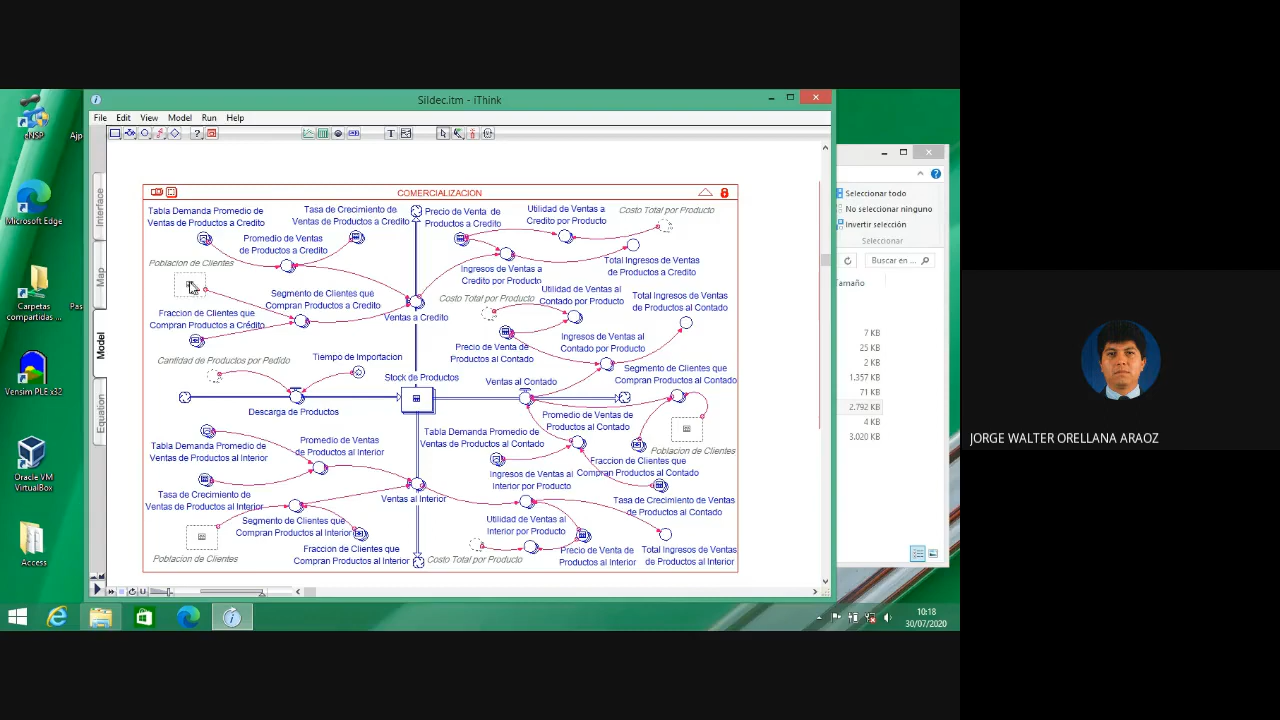 Sildec.itm - iThink
File Edit View Model Run Help
Interface
Map
Model
Equation
COMERCIALIZACION
Tabla Demanda Promedio de
Ventas de Productos a Credito
Tasa de Crecimiento de
Ventas de Productos a Credito
Precio de Venta de
Productos a Credito
Utilidad de Ventas a
Credito por Producto
Costo Total por Producto
Promedio de Ventas
de Productos a Credito
Total Ingresos de Ventas
de Productos a Credito
Poblacion de Clientes
Ingresos de Ventas a
Credito por Producto
Segmento de Clientes que
Compran Productos a Credito
Costo Total por Producto
Utilidad de Ventas al
Contado por Producto
Total Ingresos de Ventas
de Productos al Contado
Fraccion de Clientes que
Compran Productos a Crédito
Ventas a Credito
Precio de Venta de
Productos al Contado
Ingresos de Ventas al
Contado por Producto
Cantidad de Productos por Pedido
Tiempo de Importacion
Stock de Productos
Ventas al Contado
Segmento de Clientes que
Compran Productos al Contado
Descarga de Productos
Promedio de Ventas de
Productos al Contado
Tabla Demanda Promedio de
Ventas de Productos al Contado
Tabla Demanda Promedio de
Ventas de Productos al Interior
Promedio de Ventas
de Productos al Interior
Poblacion de Clientes
Fraccion de Clientes que
Compran Productos al Contado
Ingresos de Ventas al
Interior por Producto
Tasa de Crecimiento de
Ventas de Productos al Interior
Ventas al Interior
Tasa de Crecimiento de Ventas
de Productos al Contado
Segmento de Clientes que
Compran Productos al Interior
Utilidad de Ventas al
Interior por Producto
Poblacion de Clientes
Fraccion de Clientes que
Compran Productos al Interior
Costo Total por Producto
Precio de Venta de
Productos al Interior
Total Ingresos de Ventas
de Productos al Interior
eNSP
Microsoft Edge
Carpetas
compartidas ...
Vensim PLE x32
Oracle VM
VirtualBox
Access
Seleccionar todo
No seleccionar ninguno
Invertir selección
Seleccionar
Buscar en ...
Tamaño
7 KB
25 KB
2 KB
1.357 KB
71 KB
2.792 KB
4 KB
3.020 KB
10:18
30/07/2020
JORGE WALTER ORELLANA ARAOZ